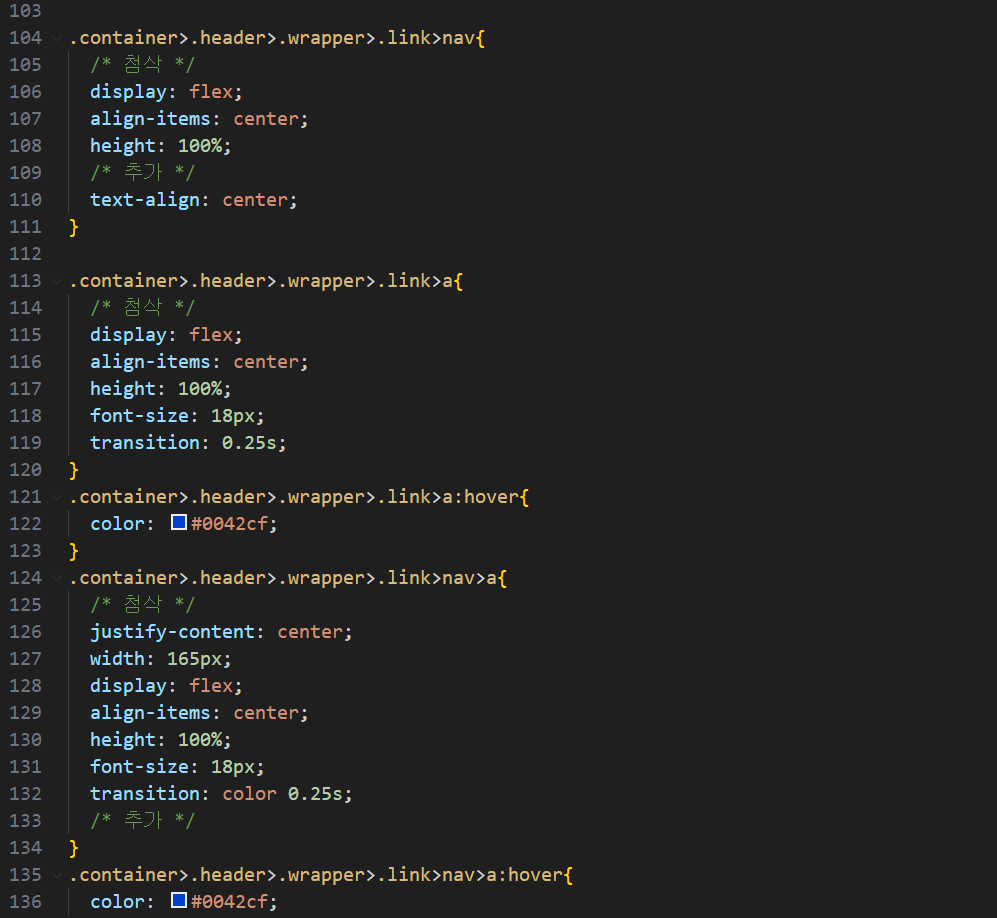 103
104 .container>.header>.wrapper>.link>nav{
105 /* 첨삭 */
106 display: flex;
107 align-items: center;
108 height: 100%;
109 /* 추가 */
110 text-align: center;
111 }
112
113 .container>.header>.wrapper>.link>a{
114 /* 첨삭 */
115 display: flex;
116 align-items: center;
117 height: 100%;
118 font-size: 18px;
119 transition: 0.25s;
120 }
121 .container>.header>.wrapper>.link>a:hover{
122 color: #0042cf;
123 }
124 .container>.header>.wrapper>.link>nav>a{
125 /* 첨삭 */
126 justify-content: center;
127 width: 165px;
128 display: flex;
129 align-items: center;
130 height: 100%;
131 font-size: 18px;
132 transition: color 0.25s;
133 /* 추가 */
134 }
135 .container>.header>.wrapper>.link>nav>a:hover{
136 color: #0042cf;